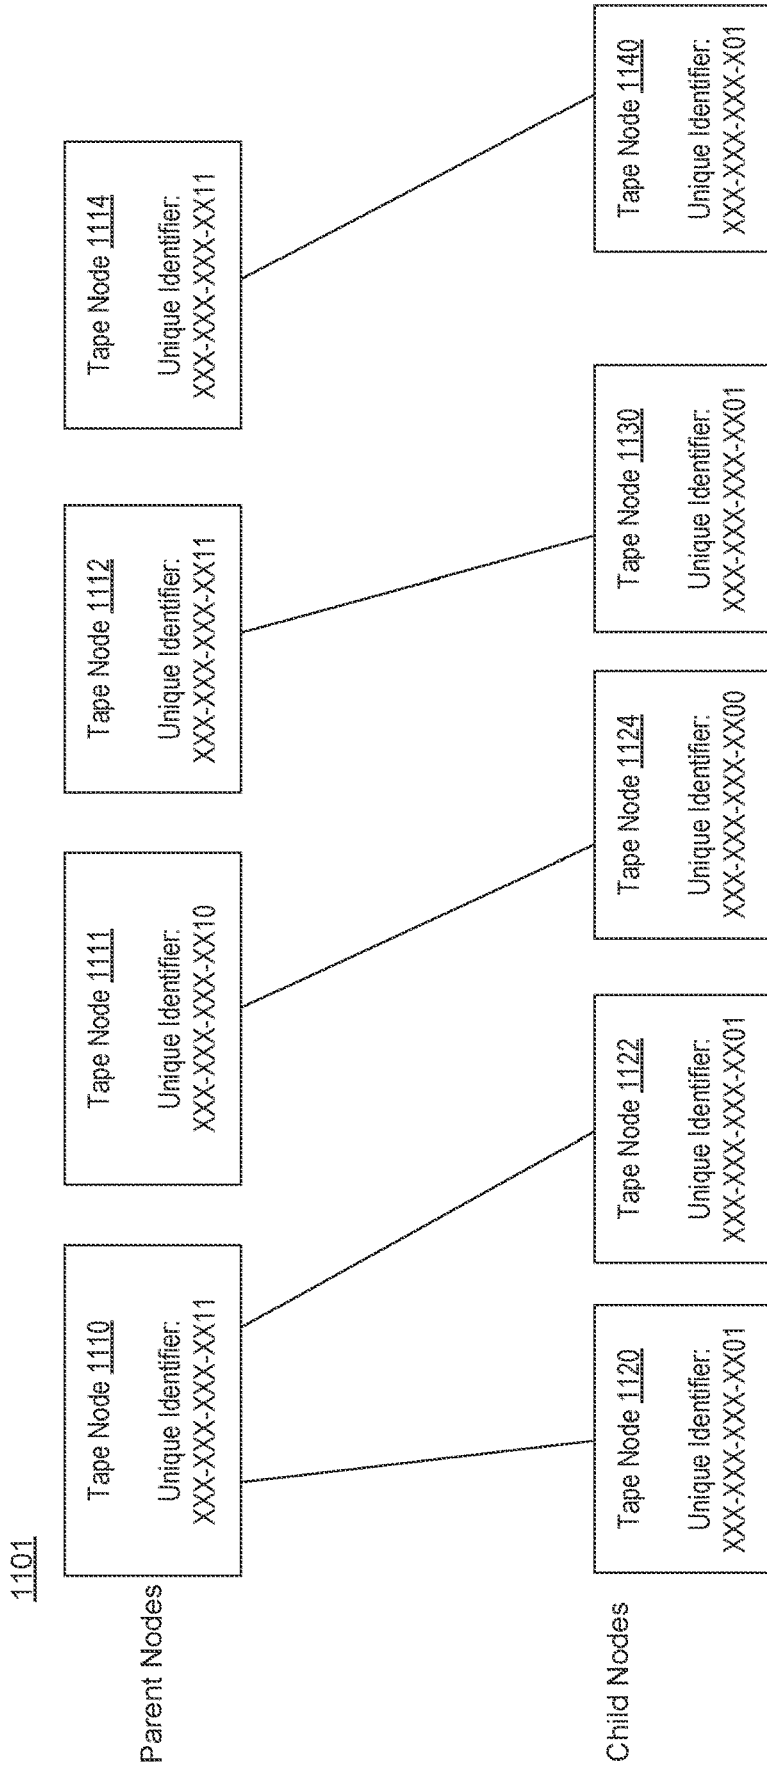 1101
Parent Nodes
Tape Node 1110
Unique Identifier:
XXX-XXX-XXX-XX11
Tape Node 1111
Unique Identifier:
XXX-XXX-XXX-XX10
Tape Node 1112
Unique Identifier:
XXX-XXX-XXX-XX11
Tape Node 1114
Unique Identifier:
XXX-XXX-XXX-XX11
Child Nodes
Tape Node 1120
Unique Identifier:
XXX-XXX-XXX-XX01
Tape Node 1122
Unique Identifier:
XXX-XXX-XXX-XX01
Tape Node 1124
Unique Identifier:
XXX-XXX-XXX-XX00
Tape Node 1130
Unique Identifier:
XXX-XXX-XXX-XX01
Tape Node 1140
Unique Identifier:
XXX-XXX-XXX-X01